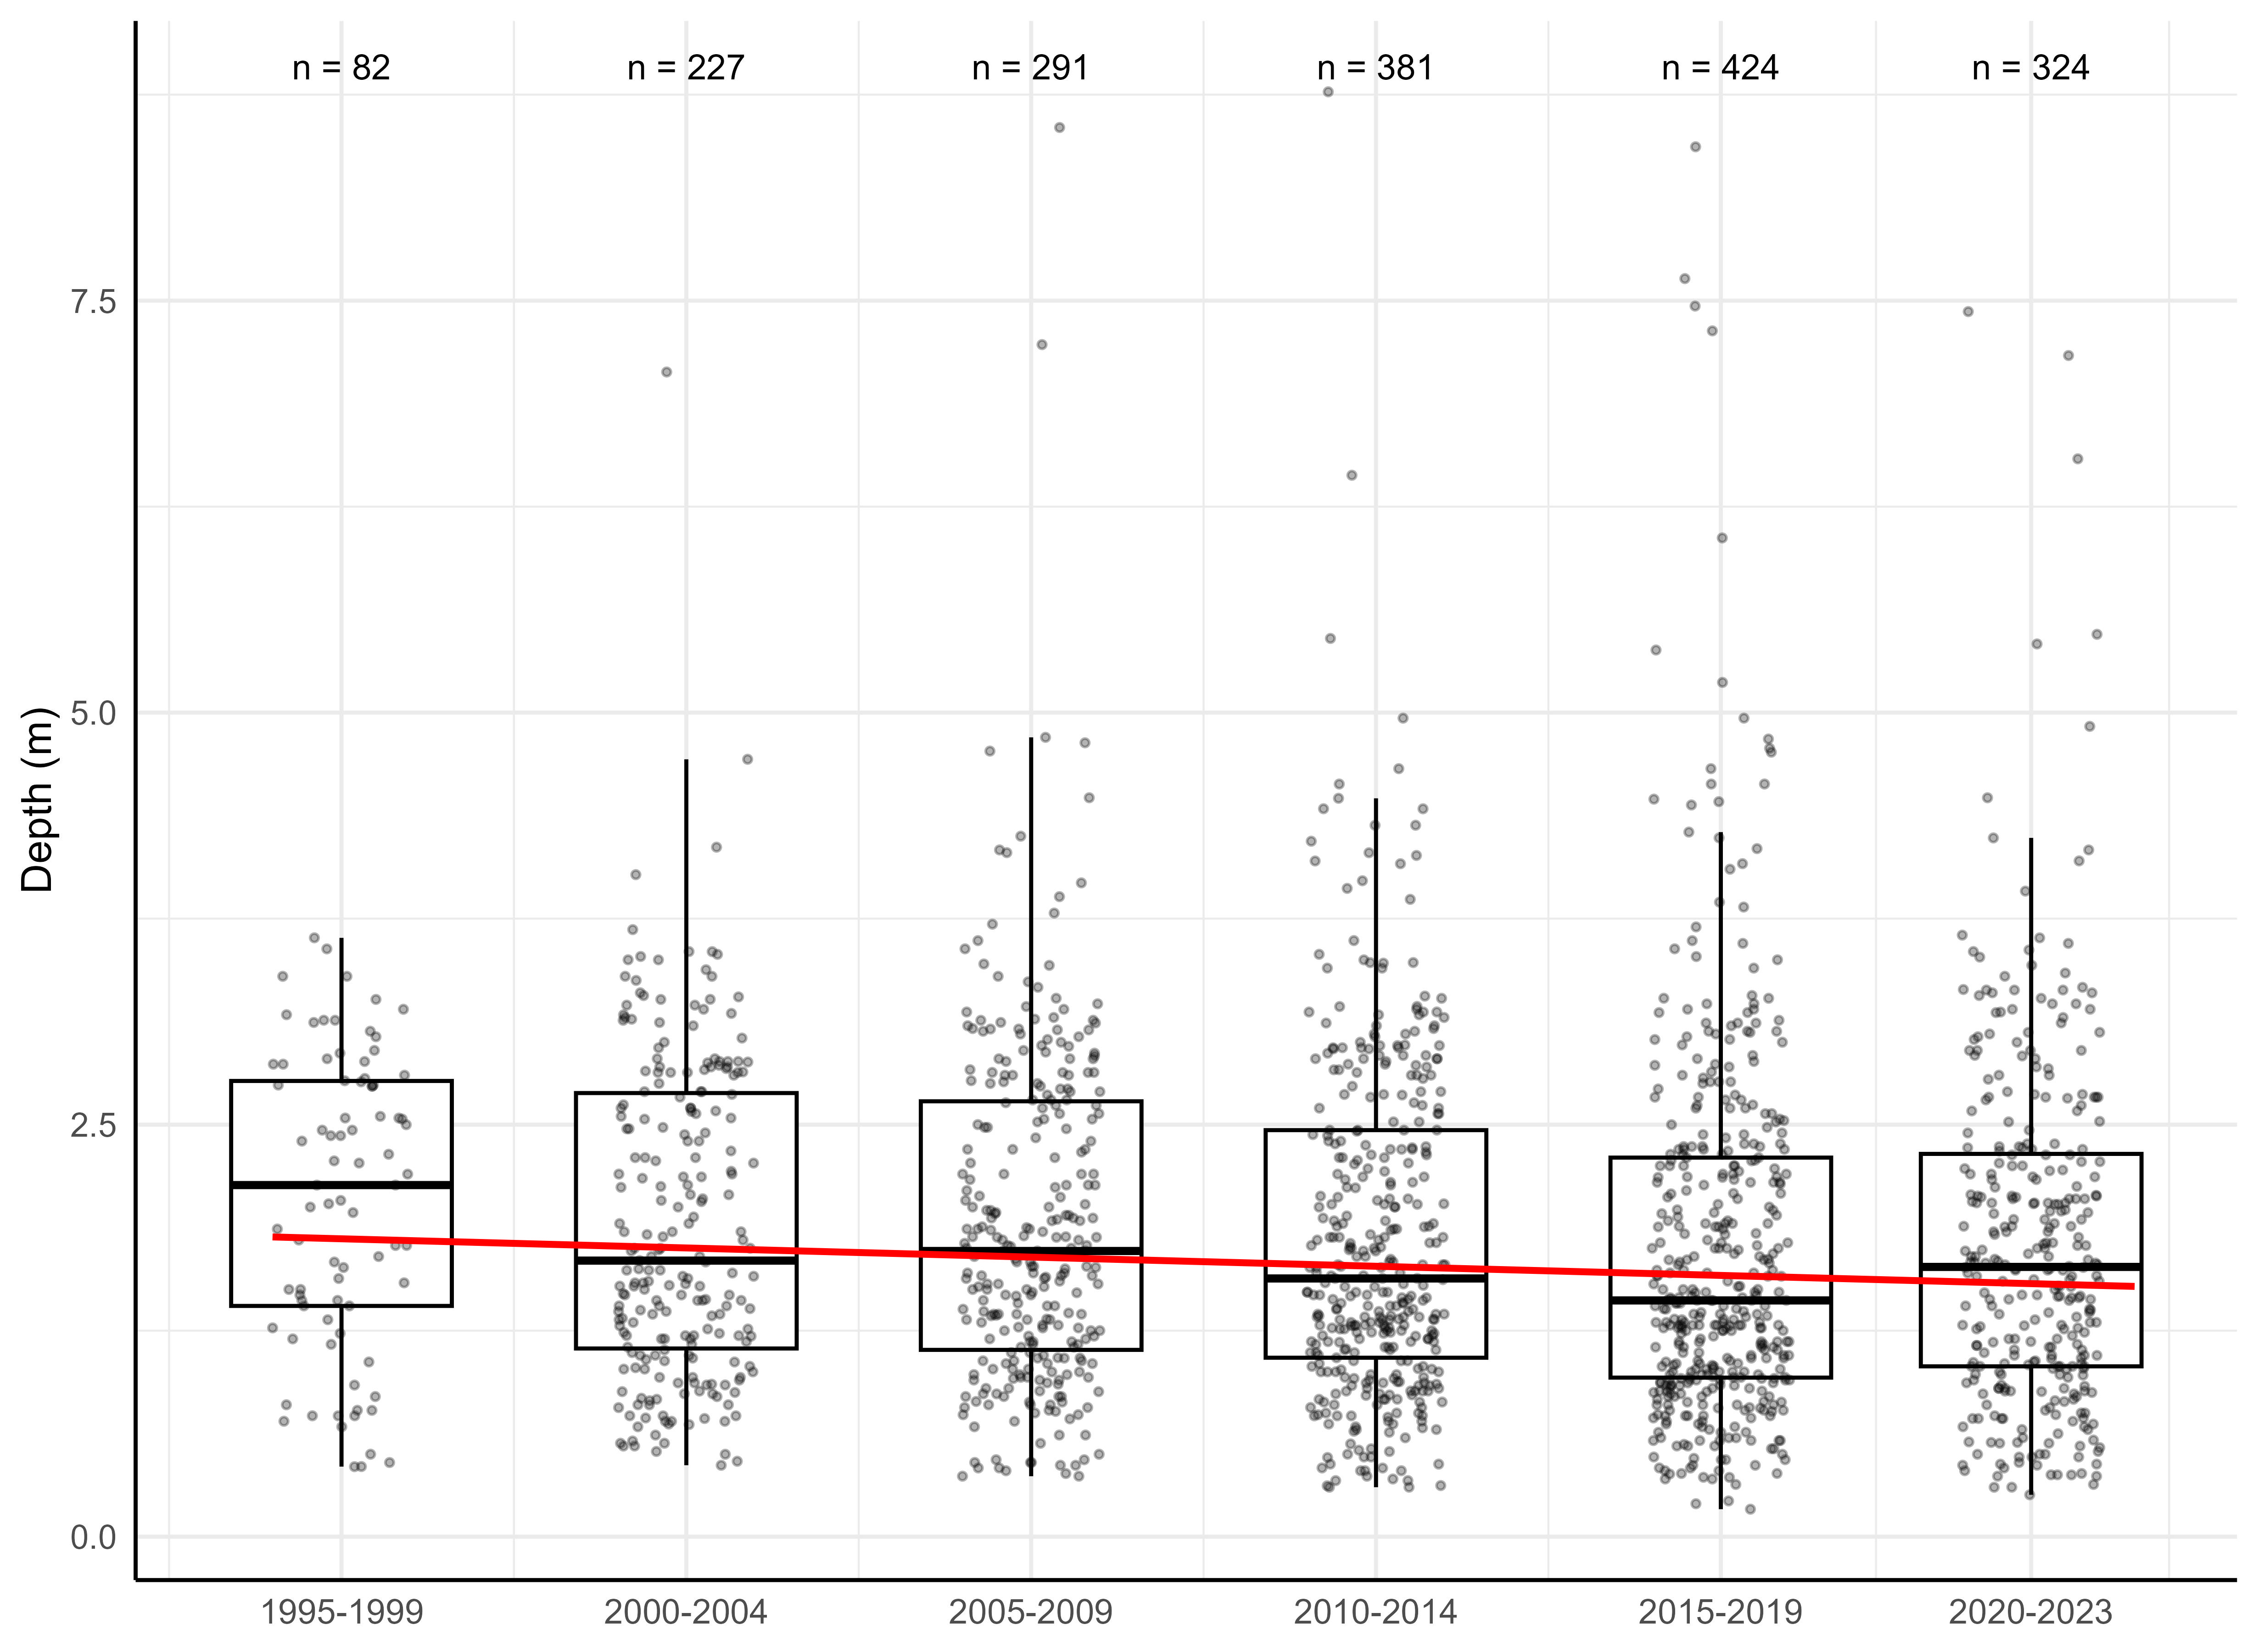 n = 82
n = 227
n = 291
n = 381
n = 424
n = 324
Depth (m)
7.5
5.0
2.5
0.0
1995-1999
2000-2004
2005-2009
2010-2014
2015-2019
2020-2023